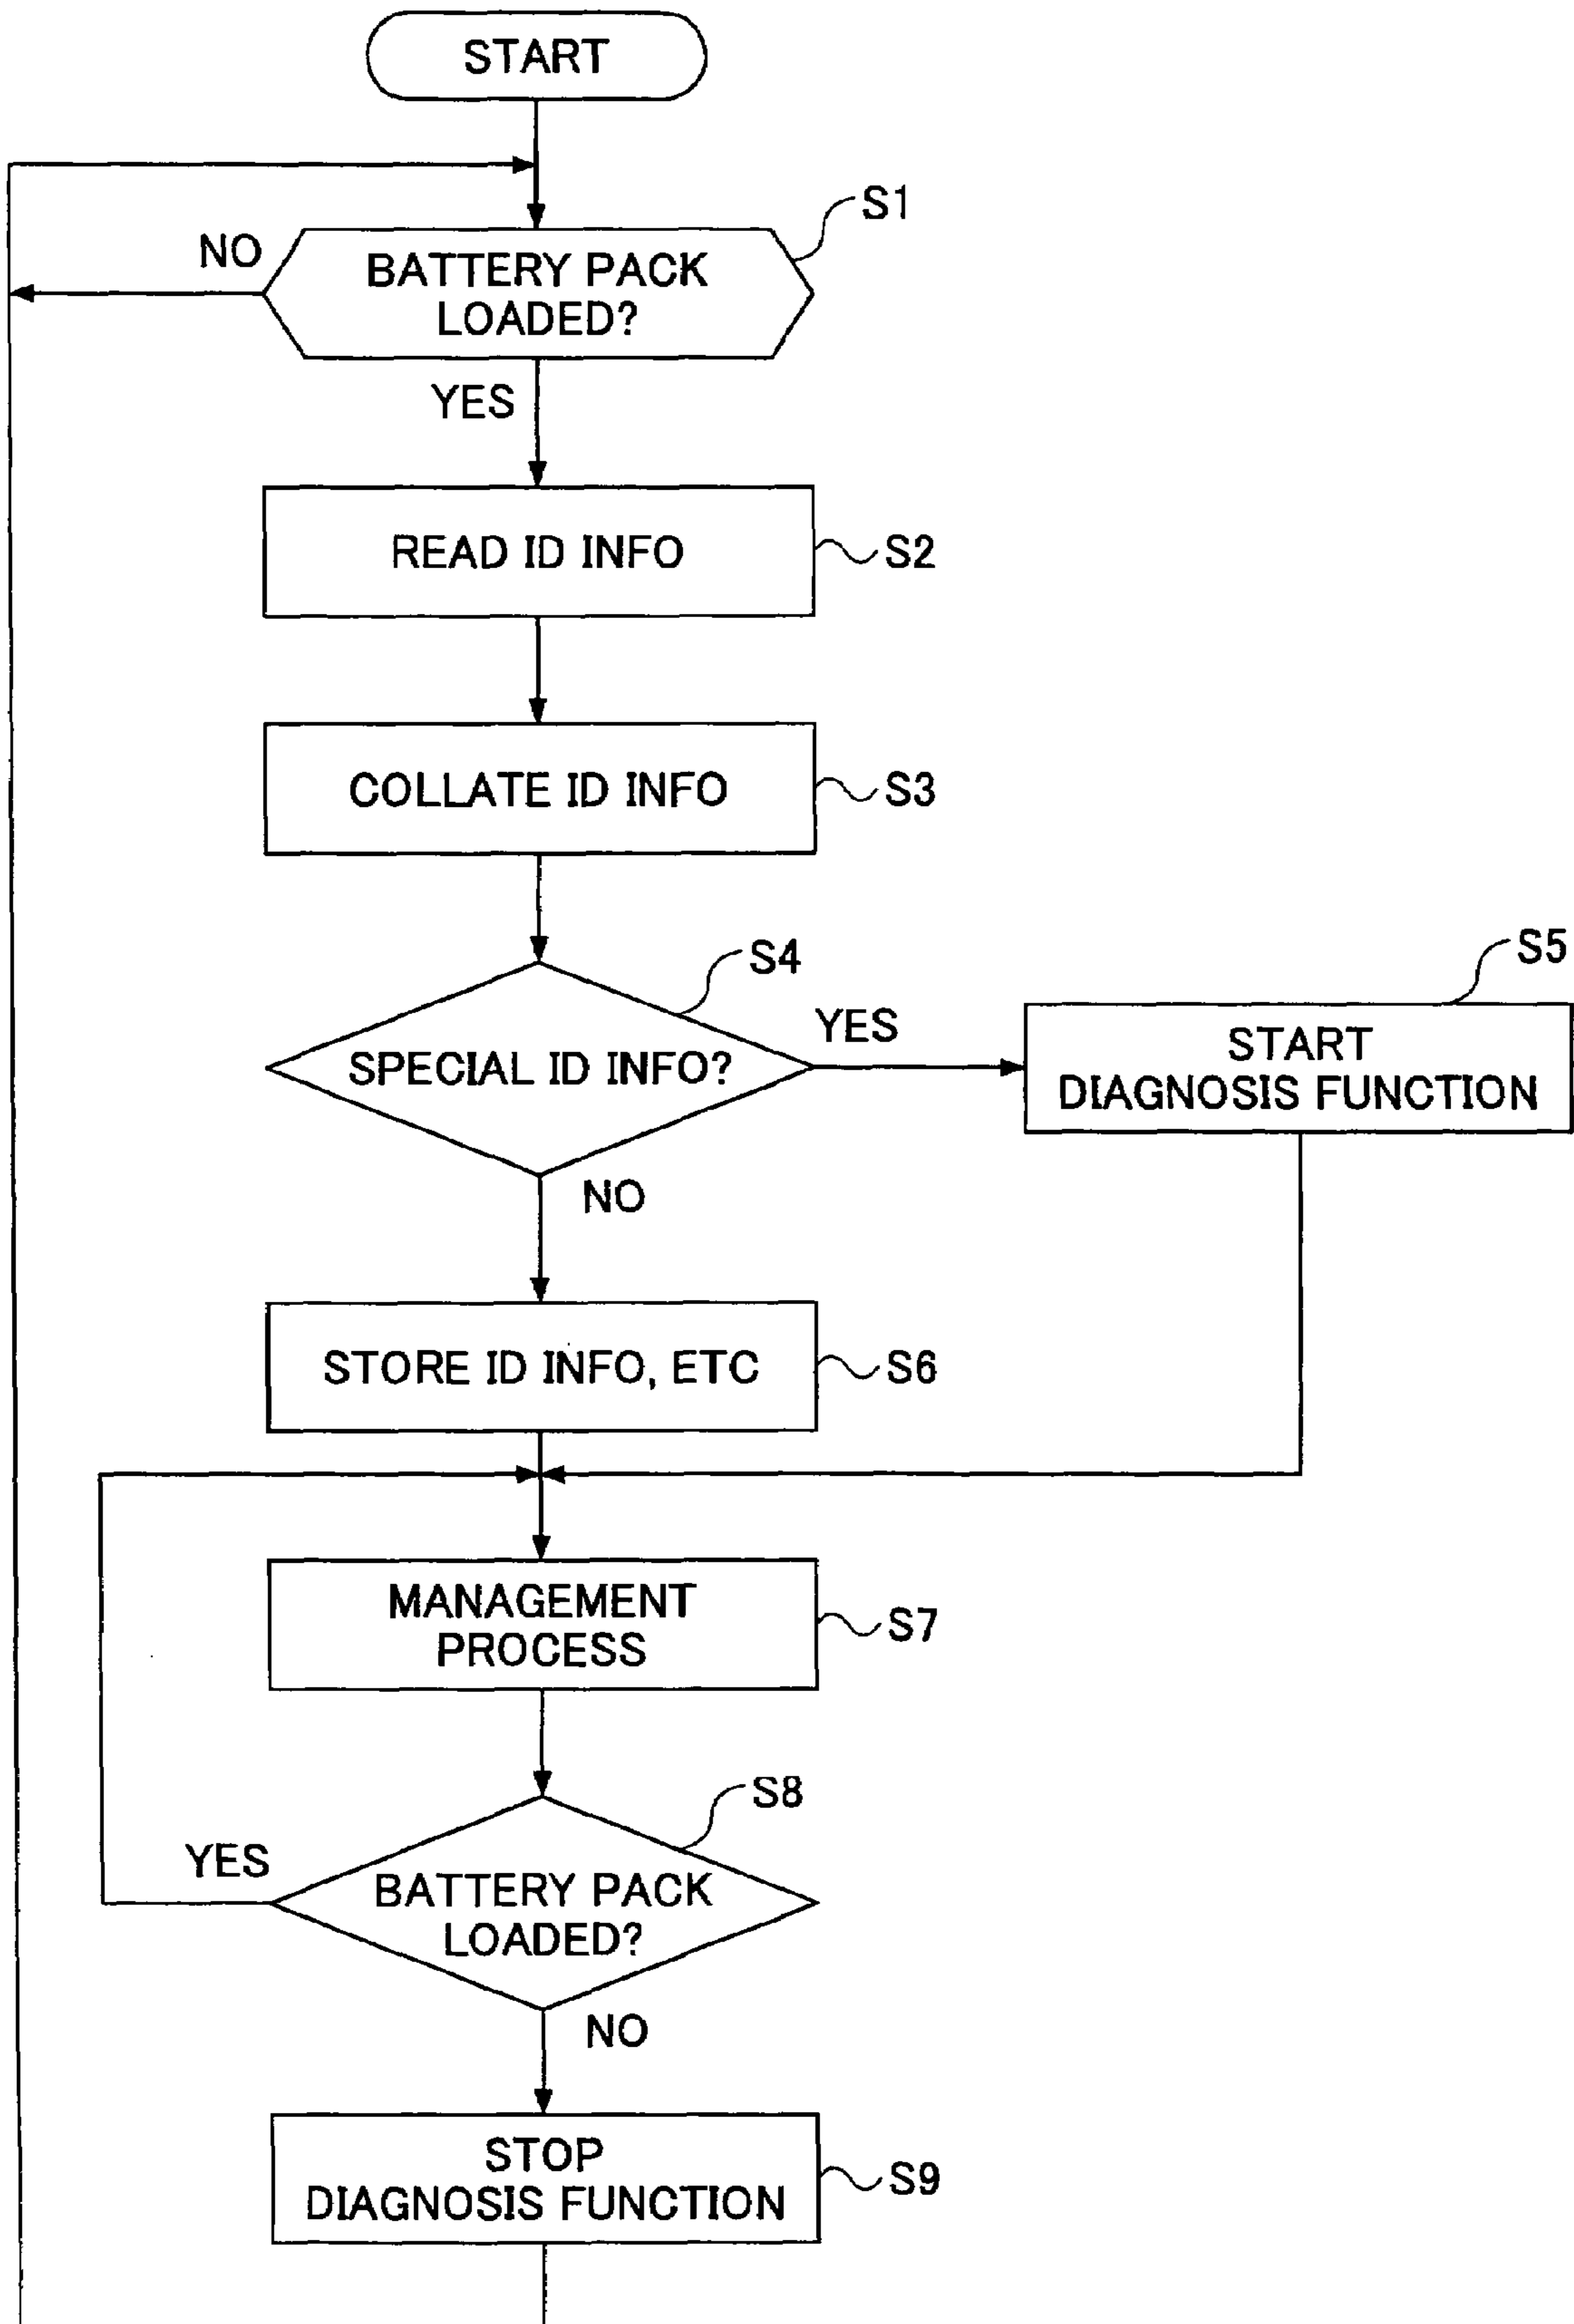 START
S1
NO
BATTERY PACK
LOADED?
YES
READ ID INFO
S2
COLLATE ID INFO
S3
S4
SPECIAL ID INFO?
YES
S5
START
DIAGNOSIS FUNCTION
NO
STORE ID INFO, ETC
S6
MANAGEMENT
PROCESS
S7
S8
YES
BATTERY PACK
LOADED?
NO
STOP
DIAGNOSIS FUNCTION
S9